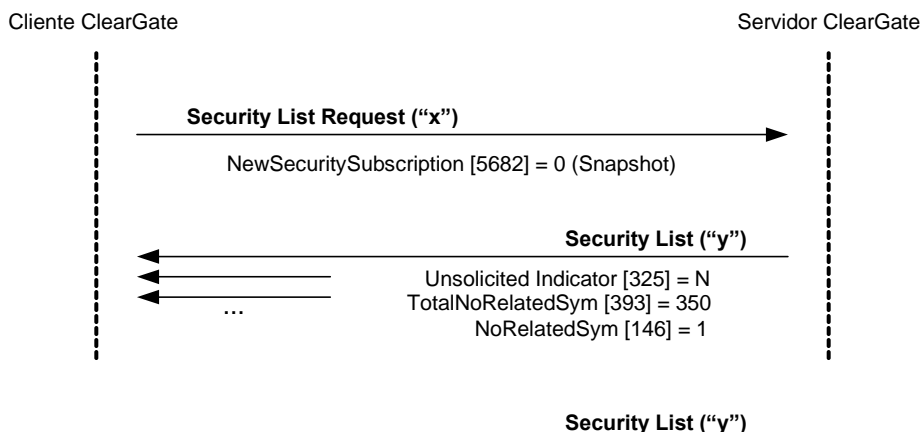 Cliente ClearGate
Servidor ClearGate
Security List Request (“x”)
NewSecuritySubscription [5682] = 0 (Snapshot)
Security List (“y”)
Unsolicited Indicator [325] = N
TotalNoRelatedSym [393] = 350
...
NoRelatedSym [146] = 1
Security List (“y”)